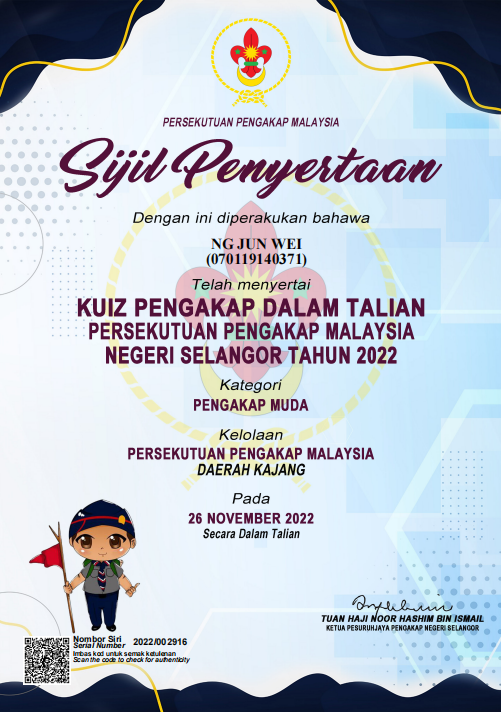 PERSEKUTUAN PENGAKAP MALAYSIA
Sijil Penyertaan
Dengan ini diperakukan bahawa
NG JUN WEI
(070119140371)
Telah menyertai
KUIZ PENGAKAP DALAM TALIAN
PERSEKUTUAN PENGAKAP MALAYSIA
NEGERI SELANGOR TAHUN 2022
Kategori
PENGAKAP MUDA
Kelolaan
PERSEKUTUAN PENGAKAP MALAYSIA
DAERAH KAJANG
Pada
26 NOVEMBER 2022
Secara Dalam Talian
TUAN HAJI NOOR HASHIM BIN ISMAIL
KETUA PESURUHJAYA PENGAKAP NEGERI SELANGOR
Nombor Siri
Serial Number 2022/002916
Imbas kod untuk semak ketulenan
Scan the code to check for authenticity